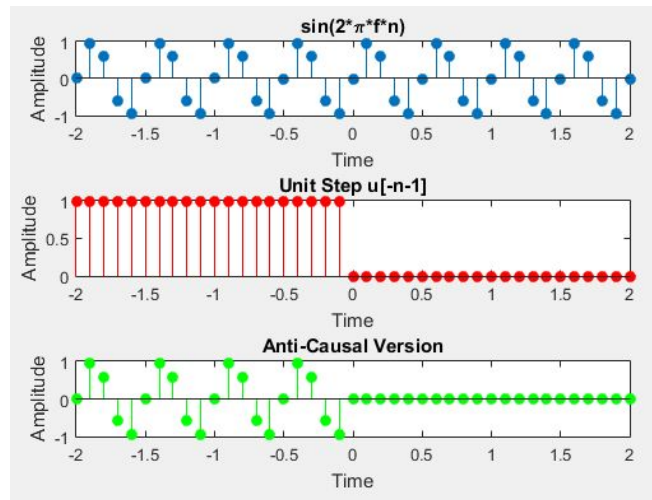 sin(2*π*f*n)
1
0
-1
Amplitude
-2 -1.5 -1 -0.5 0 0.5 1 1.5 2
Time
Unit Step u[-n-1]
1
0.5
0
Amplitude
-2 -1.5 -1 -0.5 0 0.5 1 1.5 2
Time
Anti-Causal Version
1
0
-1
Amplitude
-2 -1.5 -1 -0.5 0 0.5 1 1.5 2
Time